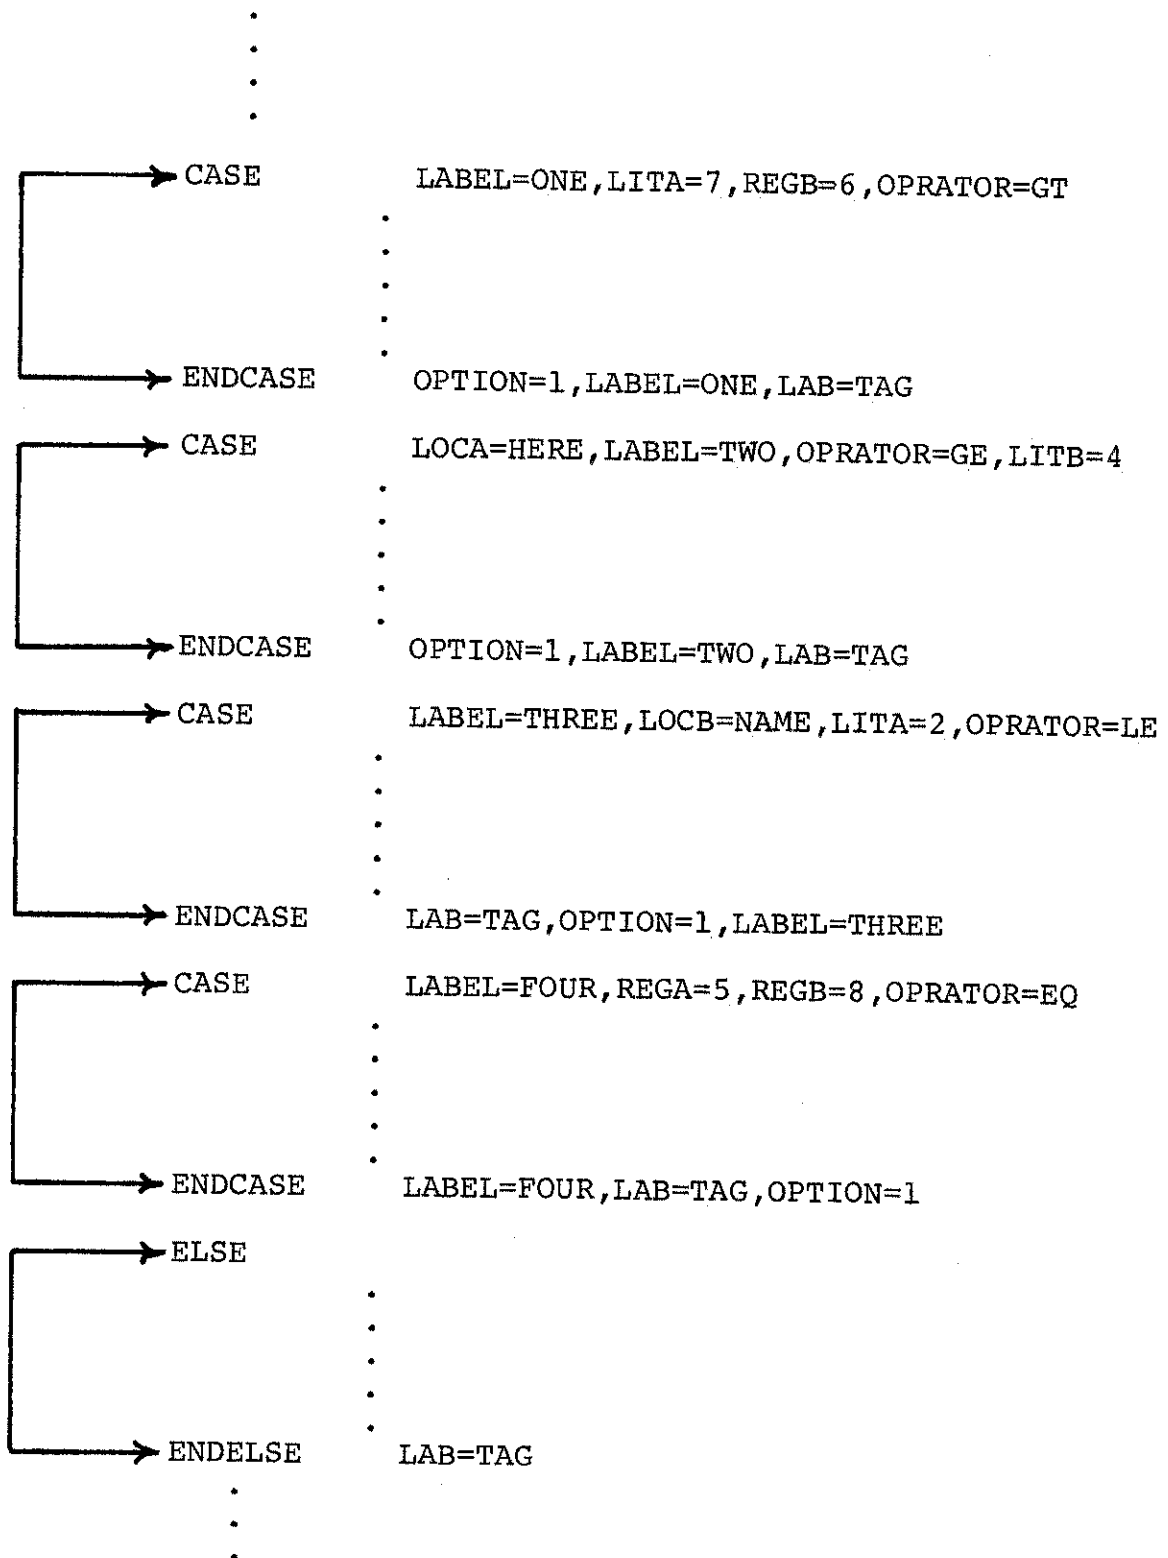 CASE LABEL=ONE,LITA=7,REGB=6,OPRATOR=GT
ENDCASE OPTION=1,LABEL=ONE,LAB=TAG
CASE LOCA=HERE,LABEL=TWO,OPRATOR=GE,LITB=4
ENDCASE OPTION=1,LABEL=TWO,LAB=TAG
CASE LABEL=THREE,LOCB=NAME,LITA=2,OPRATOR=LE
ENDCASE LAB=TAG,OPTION=1,LABEL=THREE
CASE LABEL=FOUR,REGA=5,REGB=8,OPRATOR=EQ
ENDCASE LABEL=FOUR,LAB=TAG,OPTION=1
ELSE
ENDELSE LAB=TAG